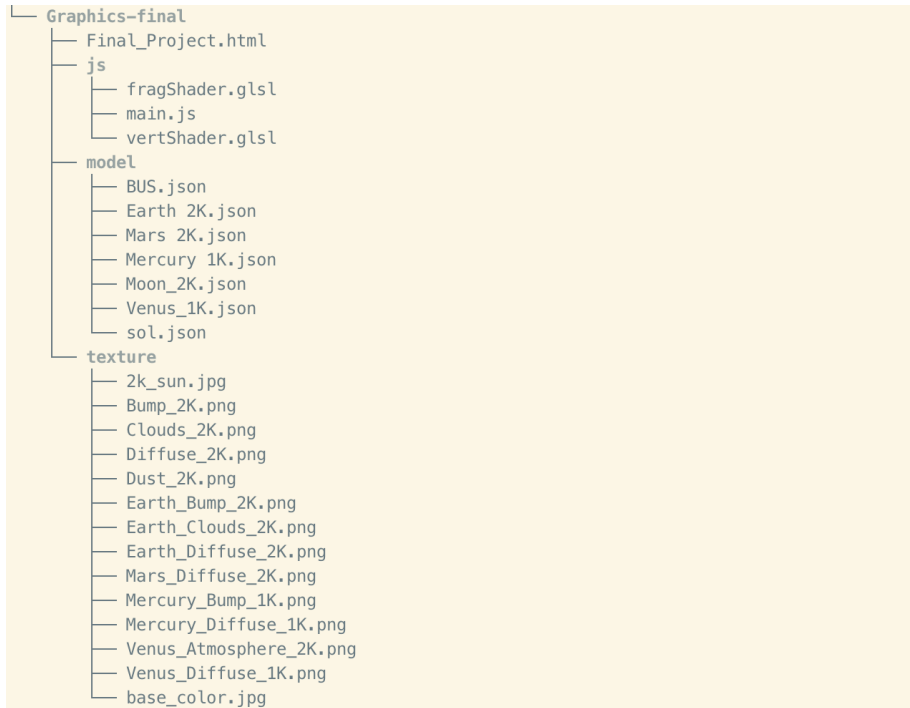 └── Graphics-final
    ├── Final_Project.html
    ├── js
    │   ├── fragShader.glsl
    │   ├── main.js
    │   └── vertShader.glsl
    ├── model
    │   ├── BUS.json
    │   ├── Earth 2K.json
    │   ├── Mars 2K.json
    │   ├── Mercury 1K.json
    │   ├── Moon_2K.json
    │   ├── Venus_1K.json
    │   └── sol.json
    └── texture
        ├── 2k_sun.jpg
        ├── Bump_2K.png
        ├── Clouds_2K.png
        ├── Diffuse_2K.png
        ├── Dust_2K.png
        ├── Earth_Bump_2K.png
        ├── Earth_Clouds_2K.png
        ├── Earth_Diffuse_2K.png
        ├── Mars_Diffuse_2K.png
        ├── Mercury_Bump_1K.png
        ├── Mercury_Diffuse_1K.png
        ├── Venus_Atmosphere_2K.png
        ├── Venus_Diffuse_1K.png
        └── base_color.jpg